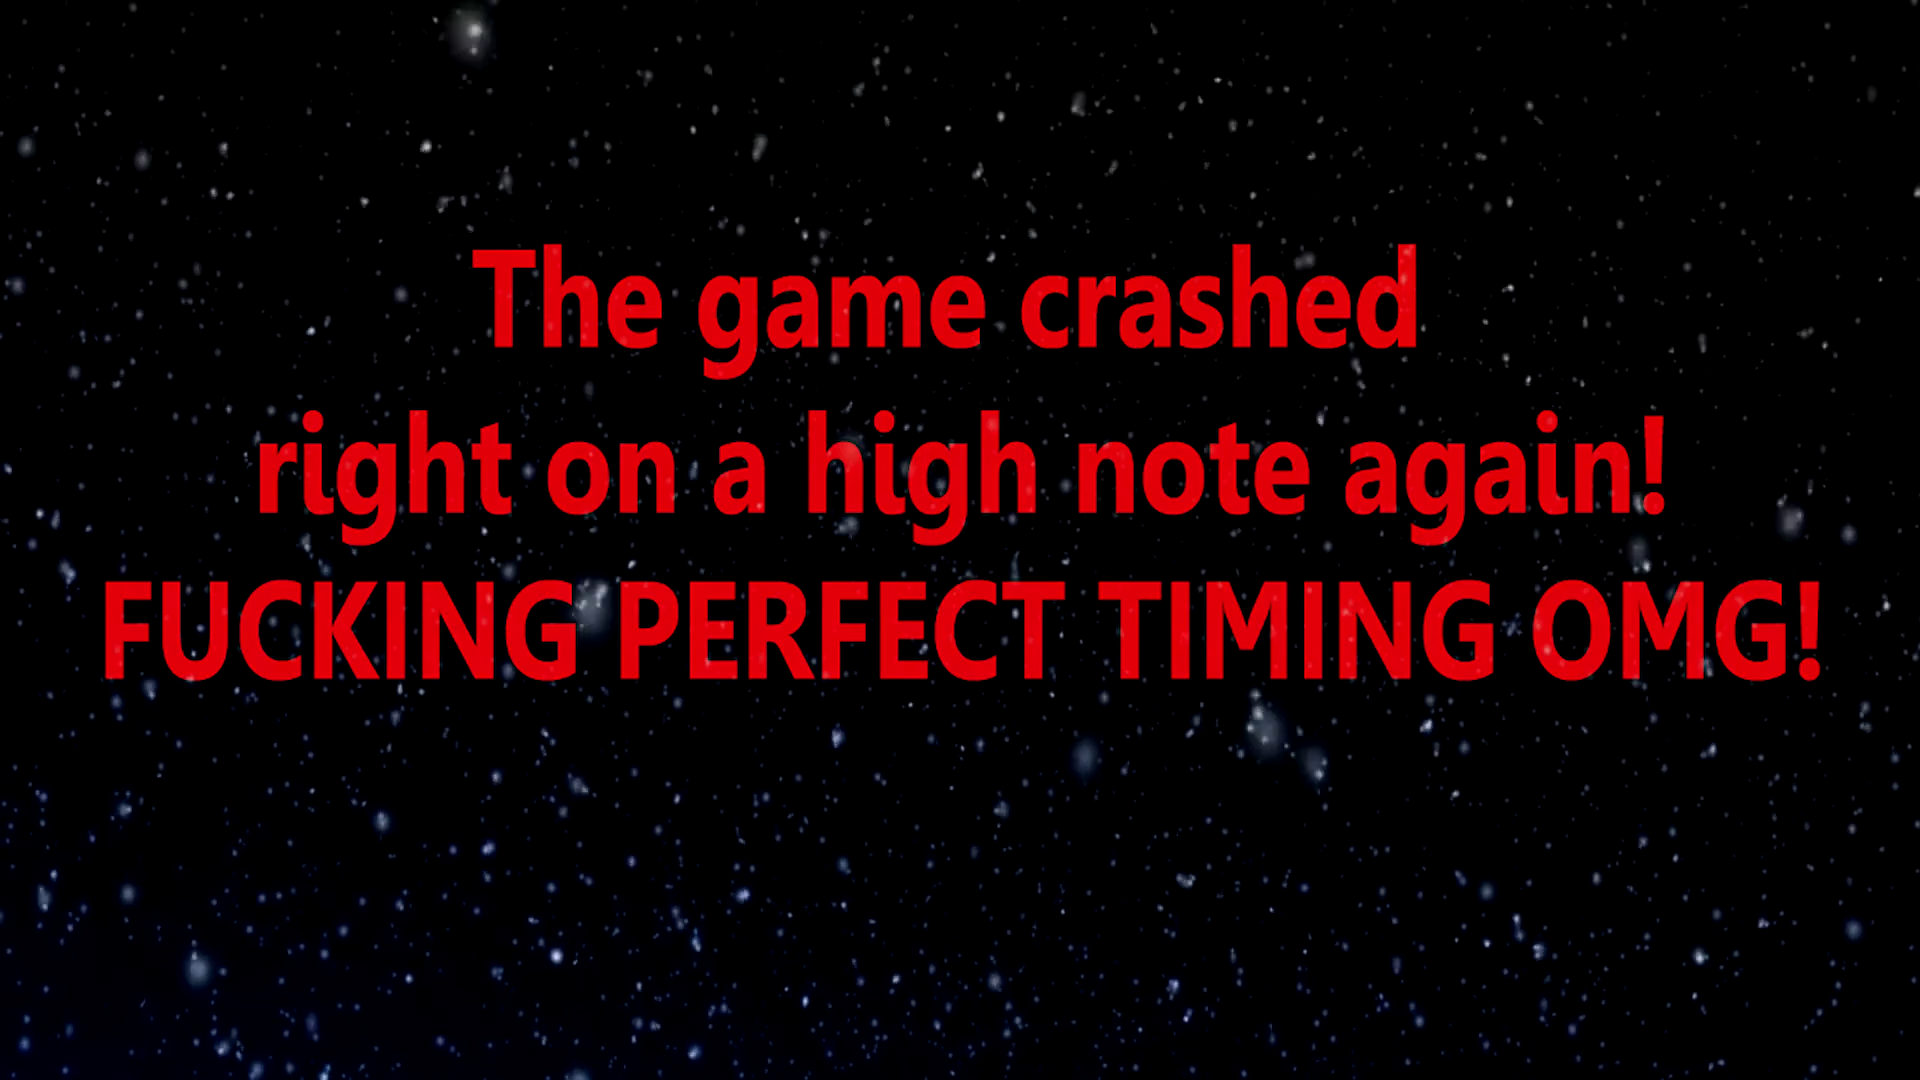 The game crashed
right on a high note again!
FUCKING PERFECT TIMING OMG!